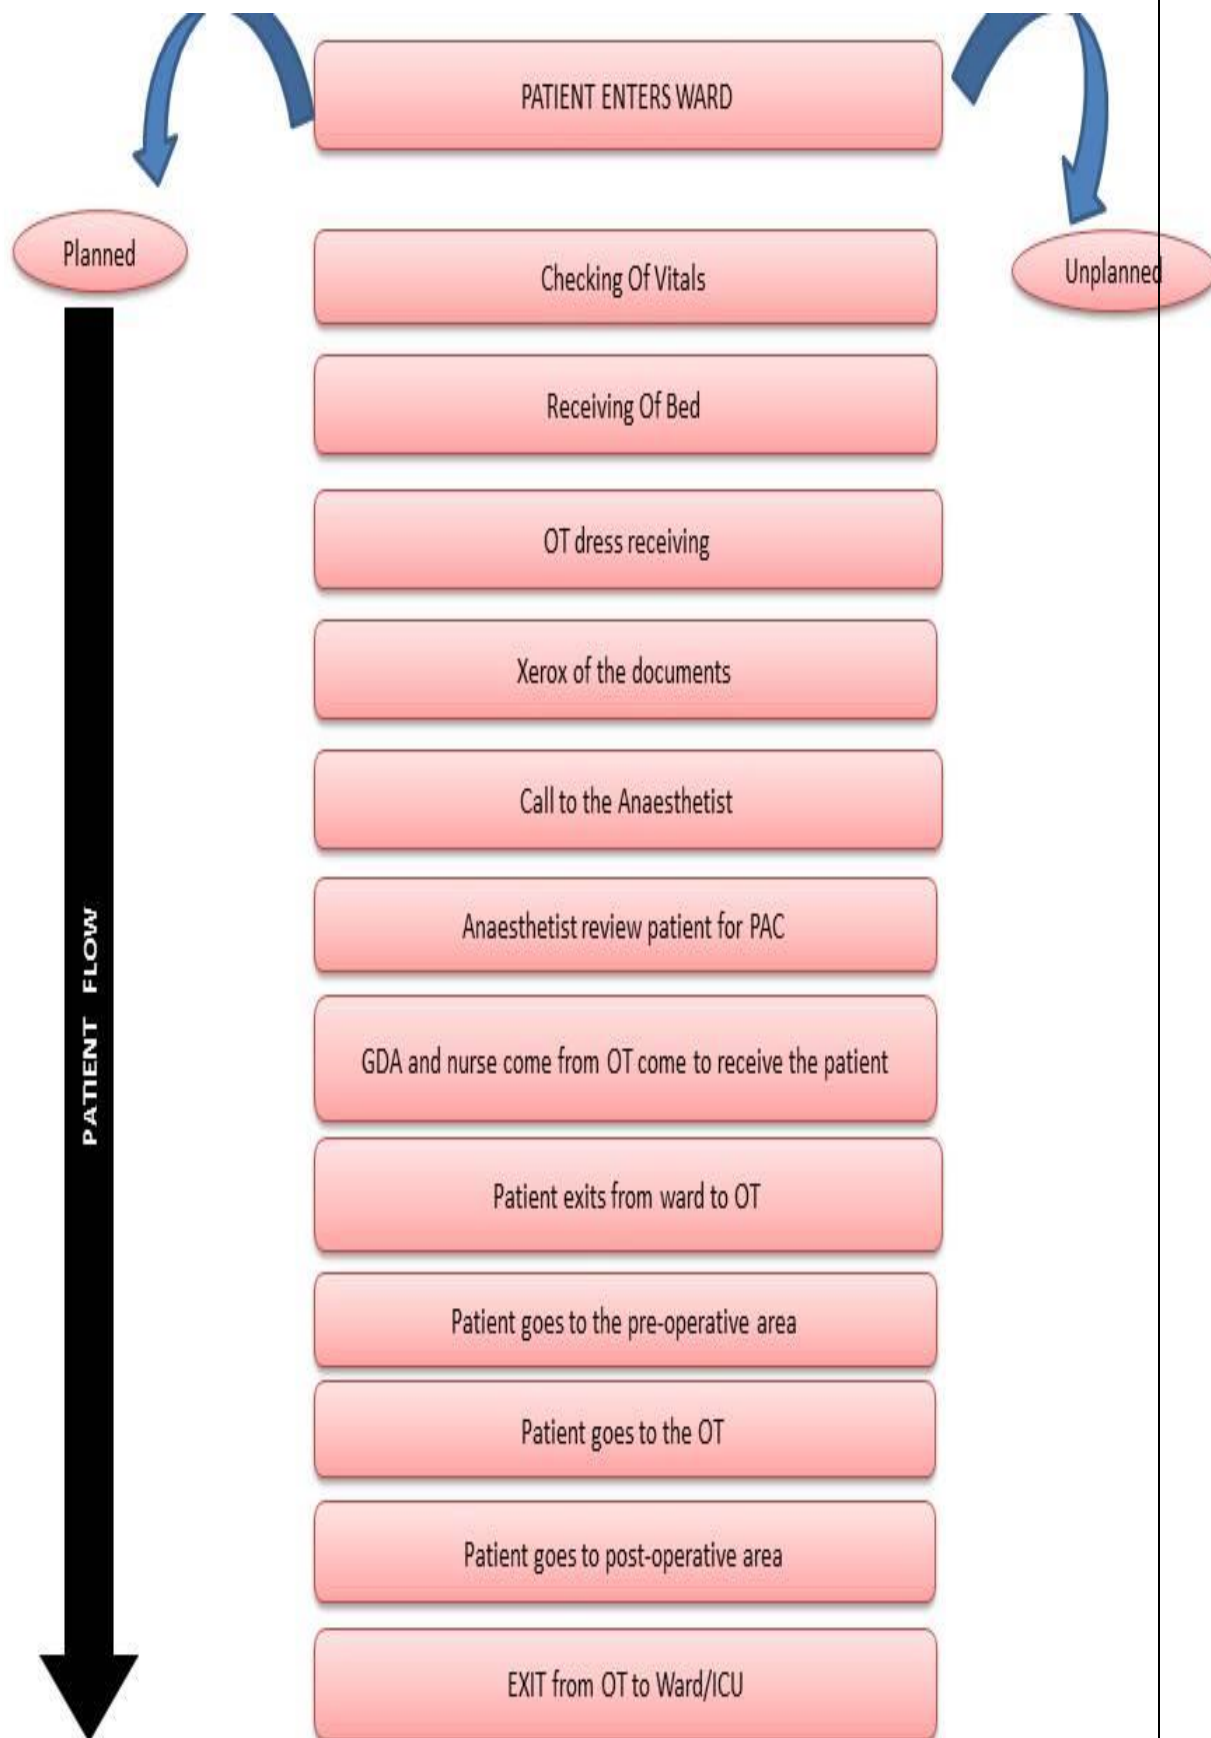 PATIENT ENTERS WARD
Planned
Unplanned
Checking Of Vitals
Receiving Of Bed
OT dress receiving
Xerox of the documents
Call to the Anaesthetist
Anaesthetist review patient for PAC
GDA and nurse come from OT come to receive the patient
Patient exits from ward to OT
Patient goes to the pre-operative area
Patient goes to the OT
Patient goes to post-operative area
EXIT from OT to Ward/ICU
PATIENT FLOW